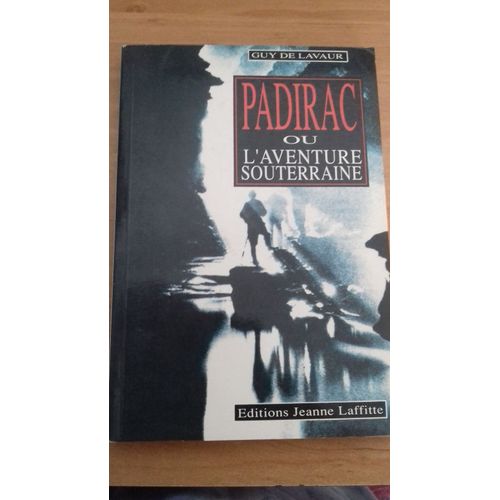 GUY DE LAVAUR
PADIRAC
OU
L'AVENTURE
SOUTERRAINE
Editions Jeanne Laffitte